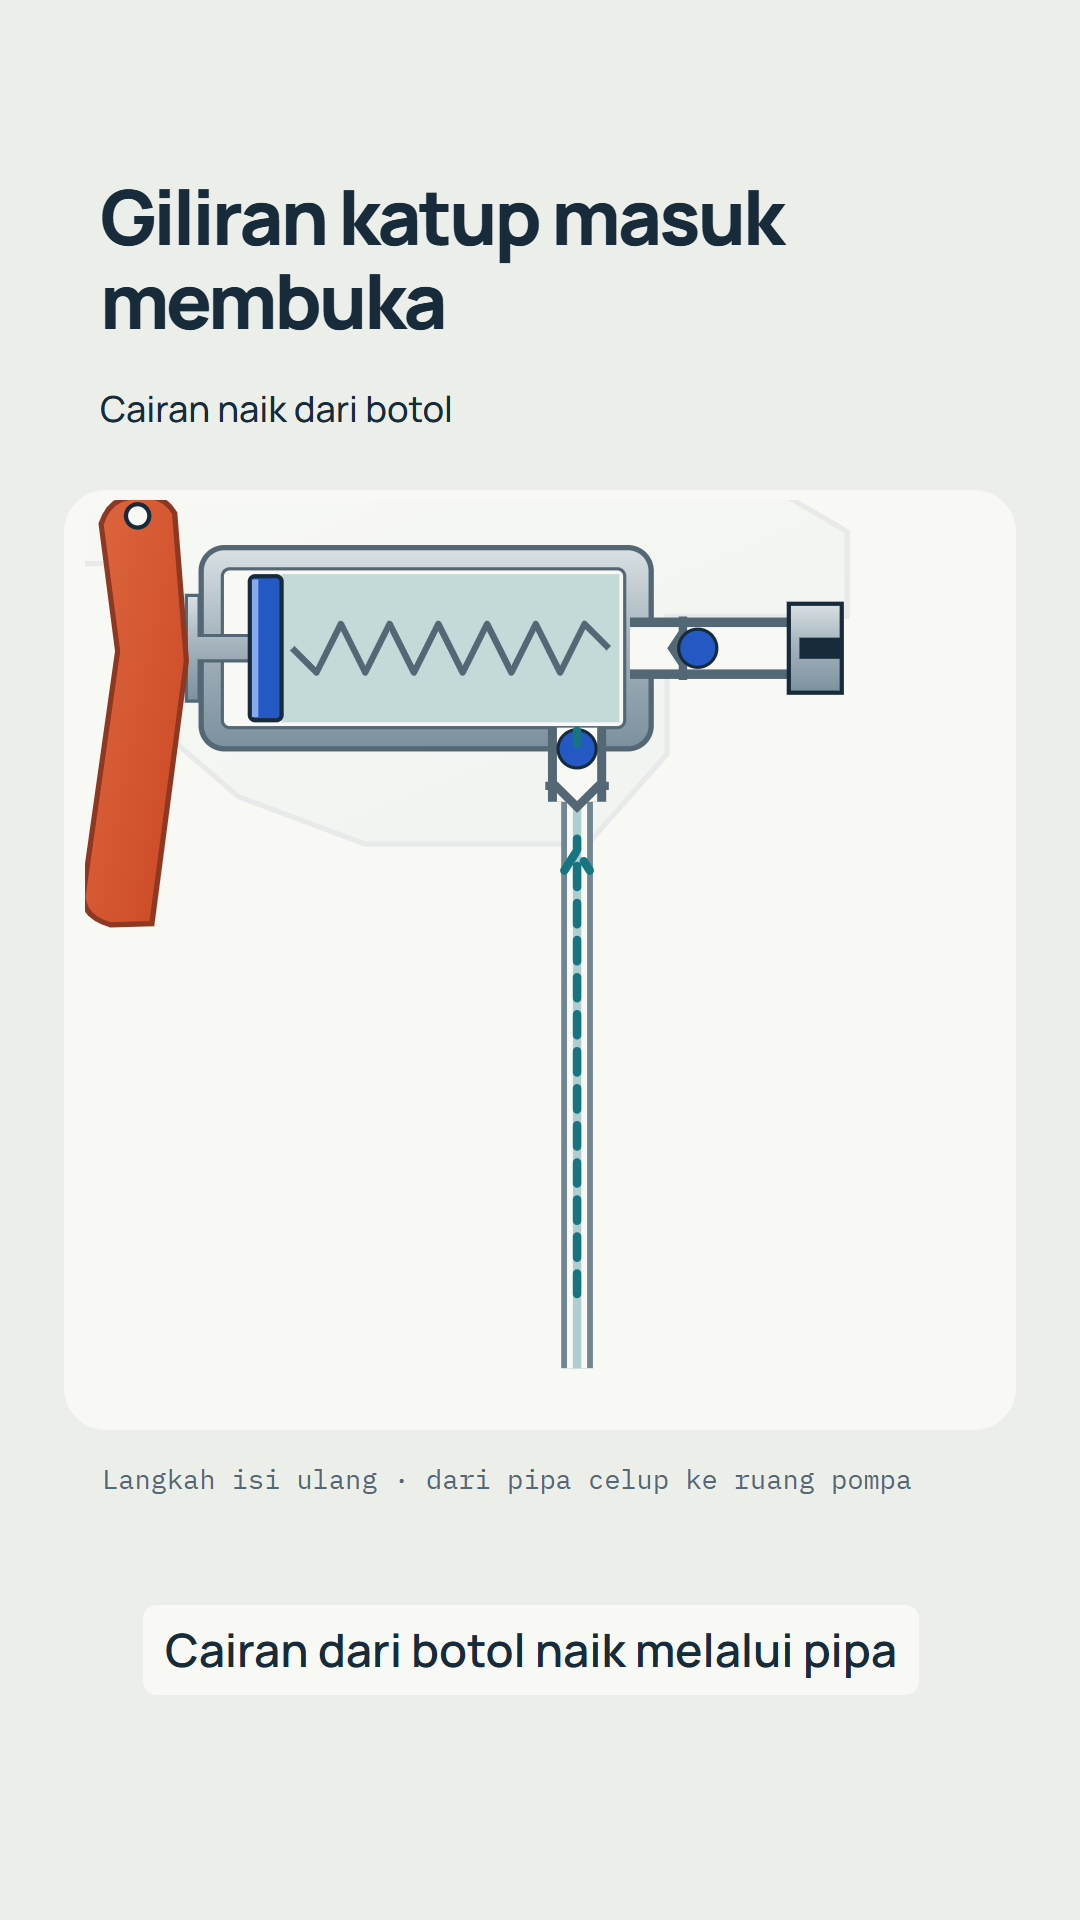 Giliran katup masuk
membuka
Cairan naik dari botol
Langkah isi ulang · dari pipa celup ke ruang pompa
Cairan dari botol naik melalui pipa